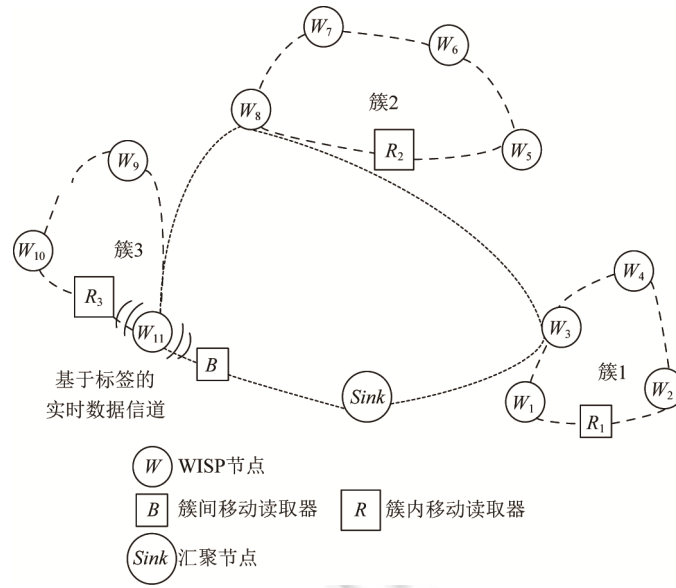 W₇
W₆
W₈
簇2
R₂
W₅
W₉
W₁₀
簇3
R₃
W₁₁
B
基于标签的
实时数据信道
Sink
W₄
W₃
簇1
W₁
W₂
R₁
W WISP节点
B 簇间移动读取器 R 簇内移动读取器
Sink 汇聚节点